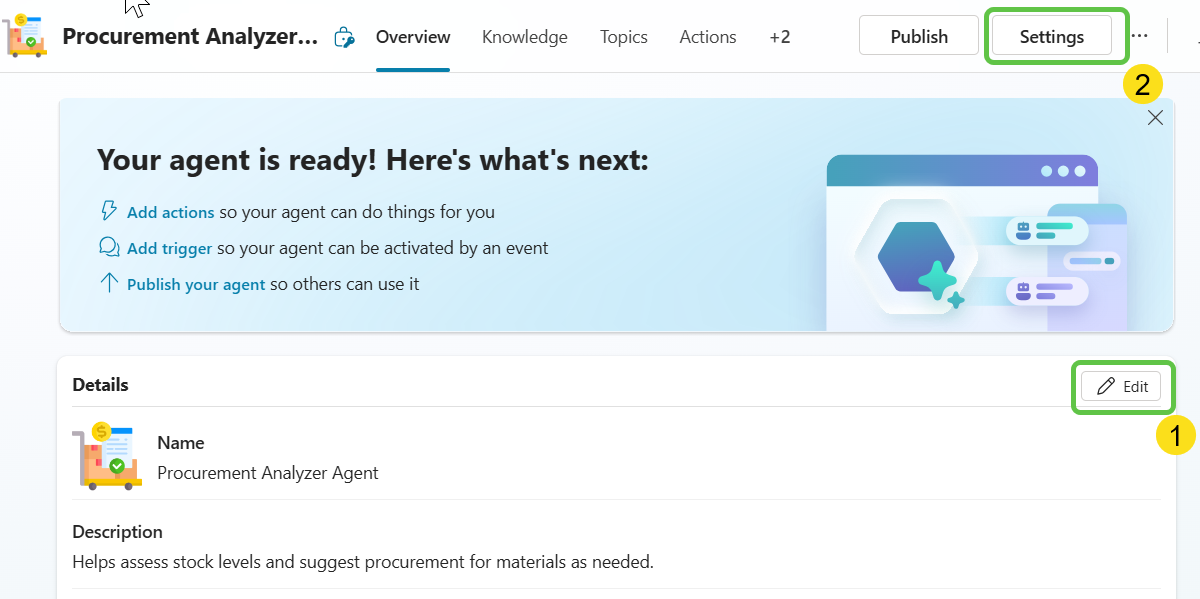 Procurement Analyzer... Overview Knowledge Topics Actions +2 Publish Settings ...
2
Your agent is ready! Here's what's next:
Add actions so your agent can do things for you
Add trigger so your agent can be activated by an event
Publish your agent so others can use it
Details Edit
1
Name
Procurement Analyzer Agent
Description
Helps assess stock levels and suggest procurement for materials as needed.